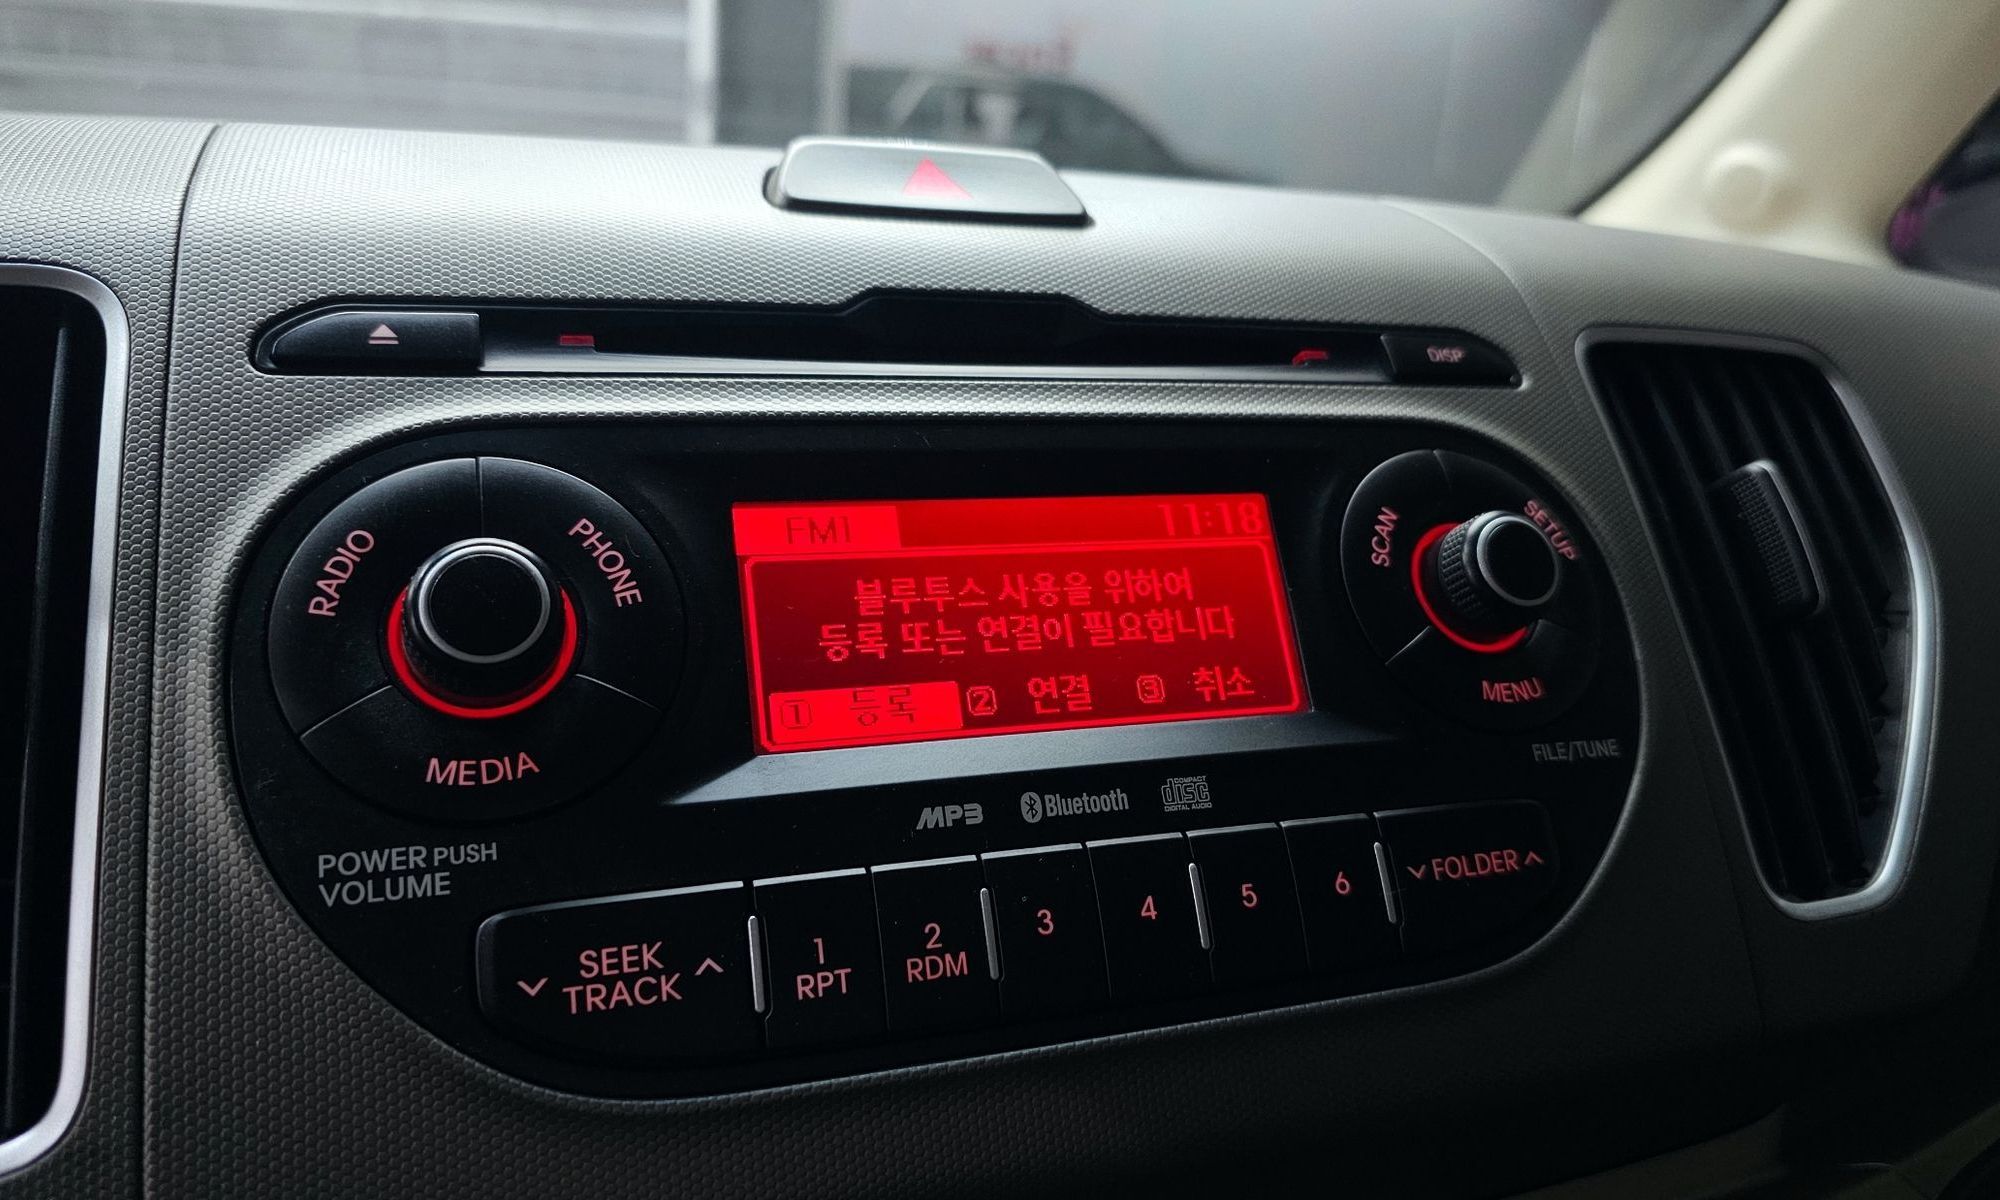 DISP
RADIO
PHONE
MEDIA
POWER PUSH
VOLUME
FM1 11:18
블루투스 사용을 위하여
등록 또는 연결이 필요합니다
1 등록 2 연결 3 취소
SCAN
SETUP
MENU
FILE/TUNE
MP3 Bluetooth COMPACT disc DIGITAL AUDIO
SEEK
TRACK
1
RPT
2
RDM
3
4
5
6
FOLDER